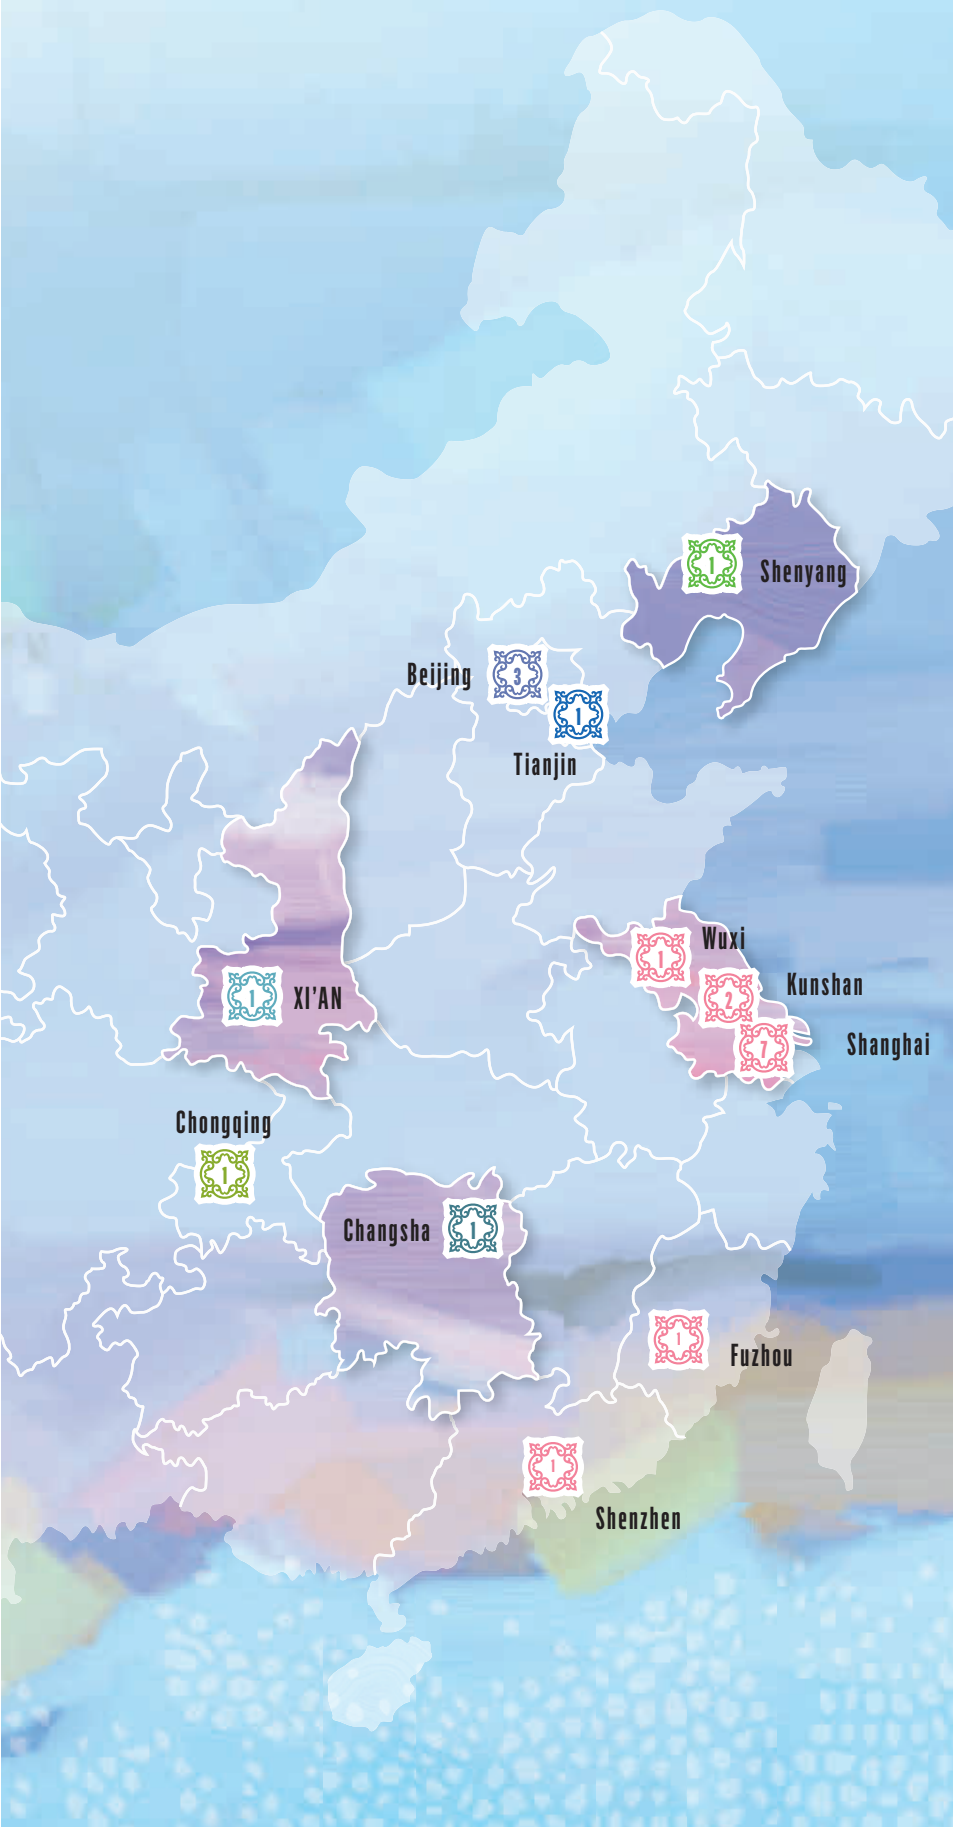 1
Shenyang
Beijing
3
1
Tianjin
Wuxi
1
Kunshan
2
XI'AN
1
Shanghai
7
Chongqing
1
Changsha
1
1
Fuzhou
1
Shenzhen